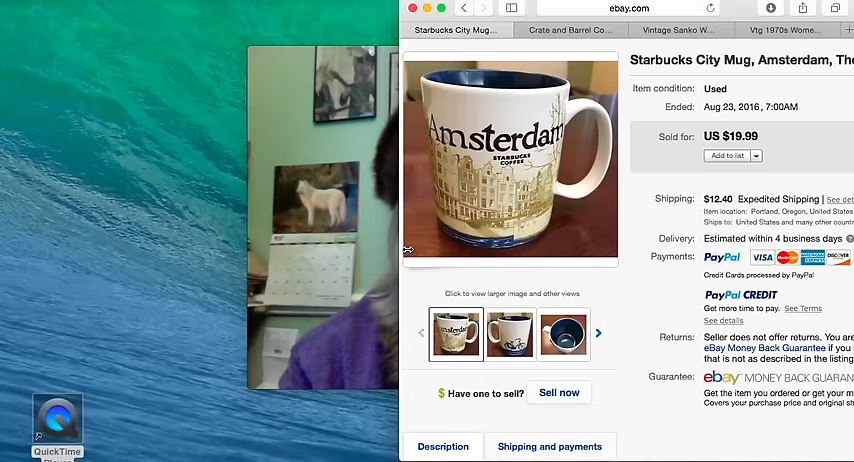 ebay.com
Starbucks City Mug...
Crate and Barrel Co...
Vintage Sanko W...
Vtg 1970s Wome...
Starbucks City Mug, Amsterdam, The
Item condition: Used
Ended: Aug 23, 2016 , 7:00AM
Sold for: US $19.99
Add to list
Shipping: $12.40 Expedited Shipping | See det
Item location: Portland, Oregon, United States
Ships to: United States and many other countr
Delivery: Estimated within 4 business days
Payments: PayPal VISA MasterCard AMERICAN EXPRESS DISCOVER
Credit Cards processed by PayPal
PayPal CREDIT
Get more time to pay. See Terms
See details
Returns: Seller does not offer returns. You are
eBay Money Back Guarantee if you
that is not as described in the listing
Guarantee: ebay MONEY BACK GUARAN
Get the item you ordered or get your m
Covers your purchase price and original sh
Amsterdam
STARBUCKS
COFFEE
Click to view larger image and other views
$ Have one to sell? Sell now
Description
Shipping and payments
QuickTime